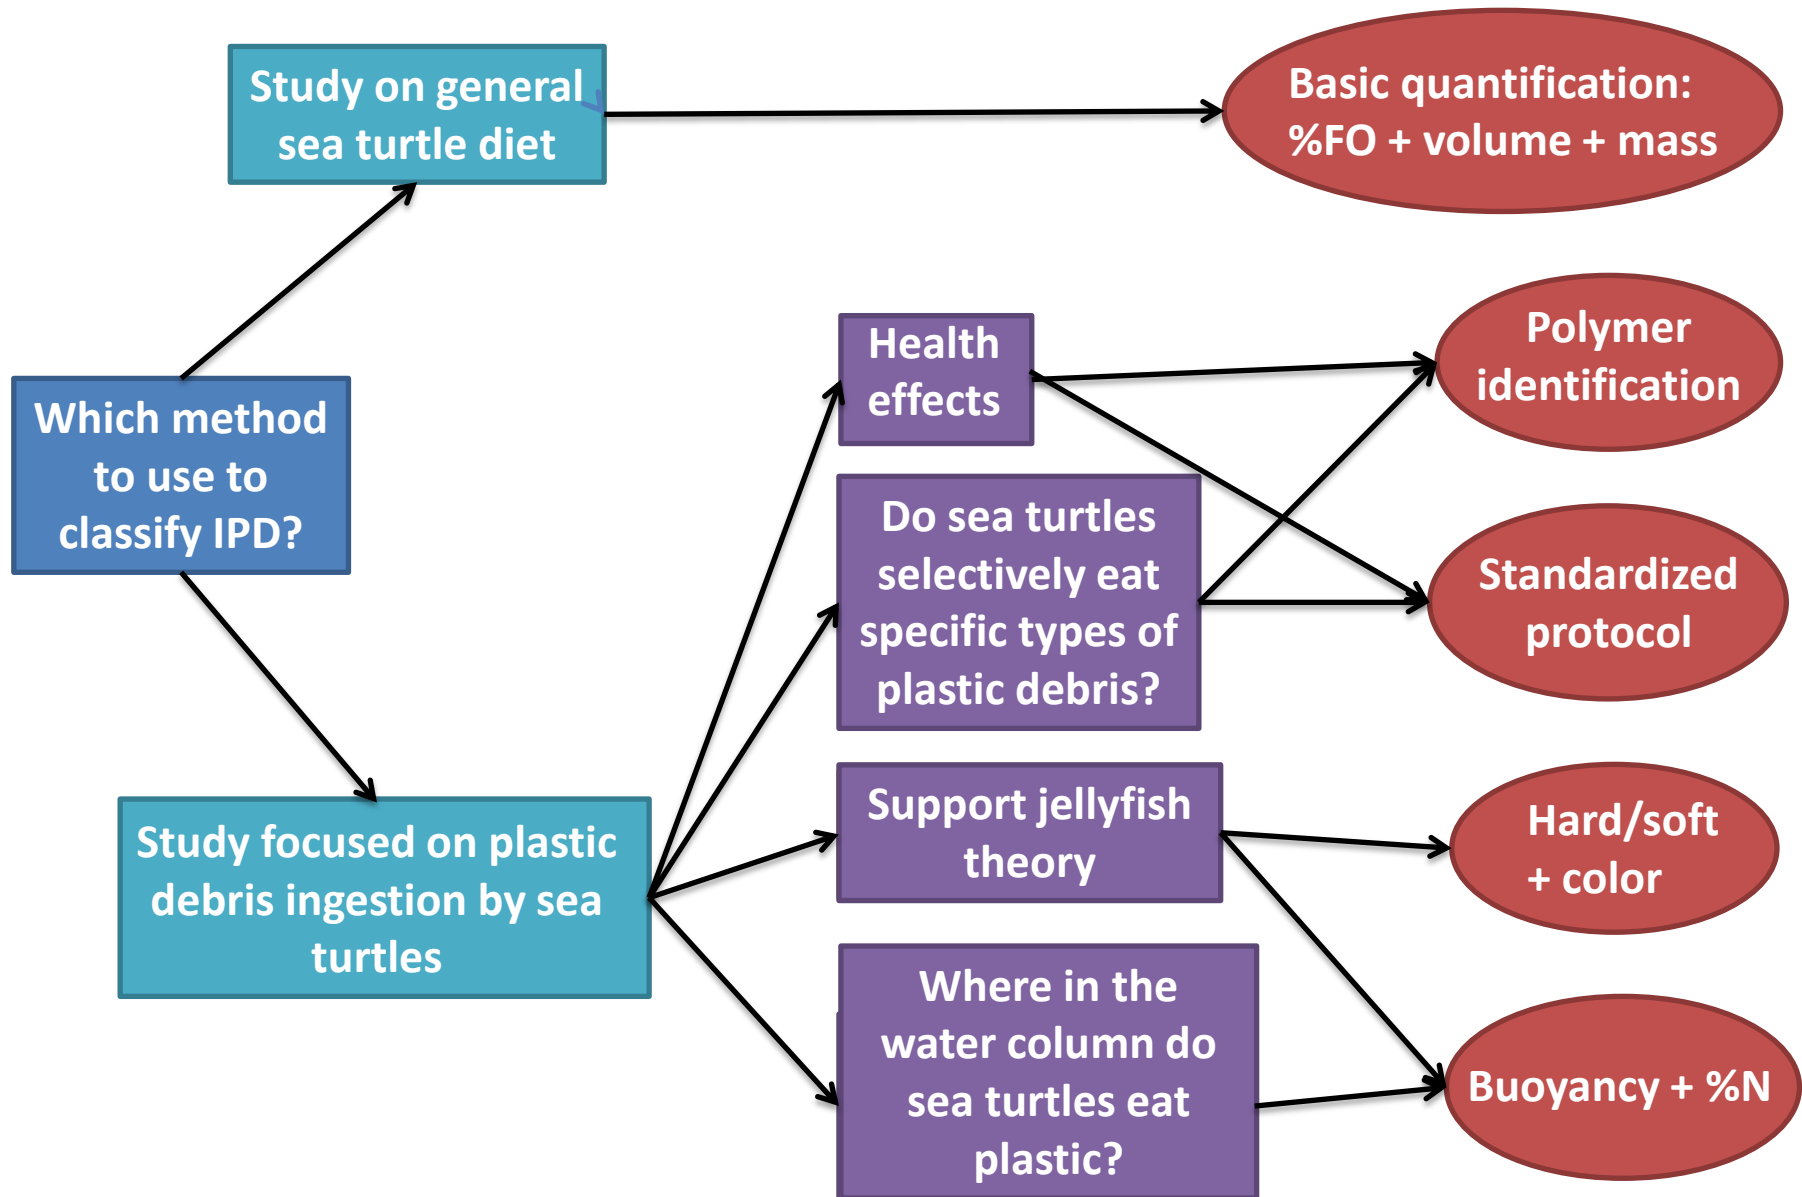 Study on general
sea turtle diet
Basic quantification:
%FO + volume + mass
Which method
to use to
classify IPD?
Health
effects
Polymer
identification
Do sea turtles
selectively eat
specific types of
plastic debris?
Standardized
protocol
Study focused on plastic
debris ingestion by sea
turtles
Support jellyfish
theory
Hard/soft
+ color
Where in the
water column do
sea turtles eat
plastic?
Buoyancy + %N